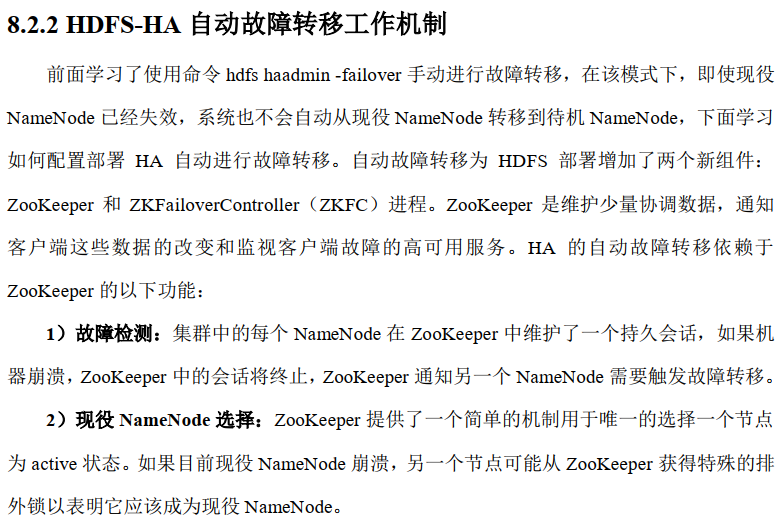 8.2.2 HDFS-HA 自动故障转移工作机制
前面学习了使用命令 hdfs haadmin -failover 手动进行故障转移，在该模式下，即使现役
NameNode 已经失效，系统也不会自动从现役 NameNode 转移到待机 NameNode，下面学习
如何配置部署 HA 自动进行故障转移。自动故障转移为 HDFS 部署增加了两个新组件：
ZooKeeper 和 ZKFailoverController（ZKFC）进程。ZooKeeper 是维护少量协调数据，通知
客户端这些数据的改变和监视客户端故障的高可用服务。HA 的自动故障转移依赖于
ZooKeeper 的以下功能：
1）故障检测：集群中的每个 NameNode 在 ZooKeeper 中维护了一个持久会话，如果机
器崩溃，ZooKeeper 中的会话将终止，ZooKeeper 通知另一个 NameNode 需要触发故障转移。
2）现役 NameNode 选择：ZooKeeper 提供了一个简单的机制用于唯一的选择一个节点
为 active 状态。如果目前现役 NameNode 崩溃，另一个节点可能从 ZooKeeper 获得特殊的排
外锁以表明它应该成为现役 NameNode。